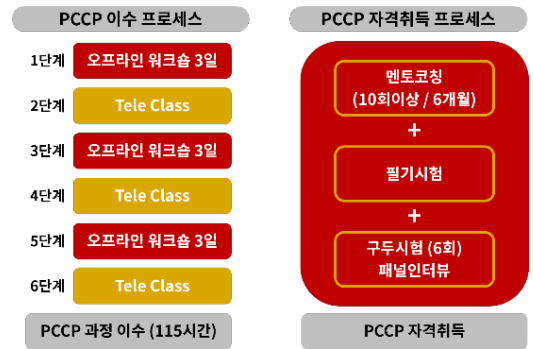 PCCP 이수 프로세스
1단계 오프라인 워크숍 3일
2단계 Tele Class
3단계 오프라인 워크숍 3일
4단계 Tele Class
5단계 오프라인 워크숍 3일
6단계 Tele Class
PCCP 과정 이수 (115시간)
PCCP 자격취득 프로세스
멘토코칭
(10회이상 / 6개월)
+
필기시험
+
구두시험 (6회)
패널인터뷰
PCCP 자격취득